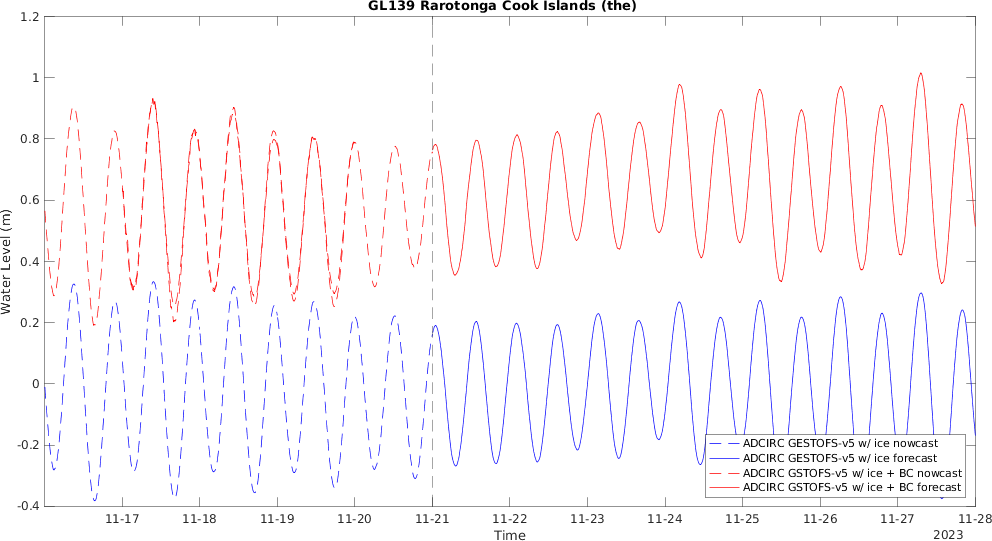 GL139 Rarotonga Cook Islands (the)
1.2
1
0.8
0.6
0.4
0.2
0
-0.2
-0.4
Water Level (m)
ADCIRC GESTOFS-v5 w/ ice nowcast
ADCIRC GESTOFS-v5 w/ ice forecast
ADCIRC GSTOFS-v5 w/ ice + BC nowcast
ADCIRC GSTOFS-v5 w/ ice + BC forecast
11-17 11-18 11-19 11-20 11-21 11-22 11-23 11-24 11-25 11-26 11-27 11-28
Time
2023